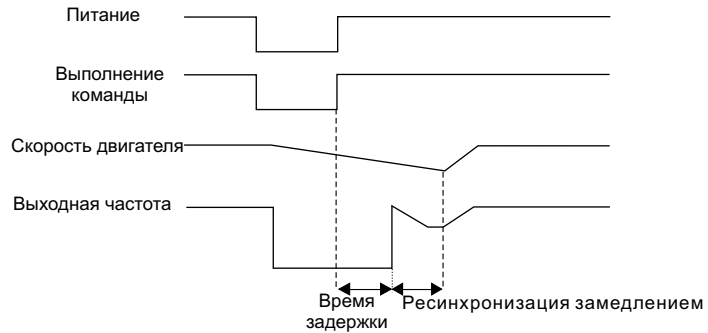 Питание
Выполнение
команды
Скорость двигателя
Выходная частота
Время
задержки
Ресинхронизация замедлением